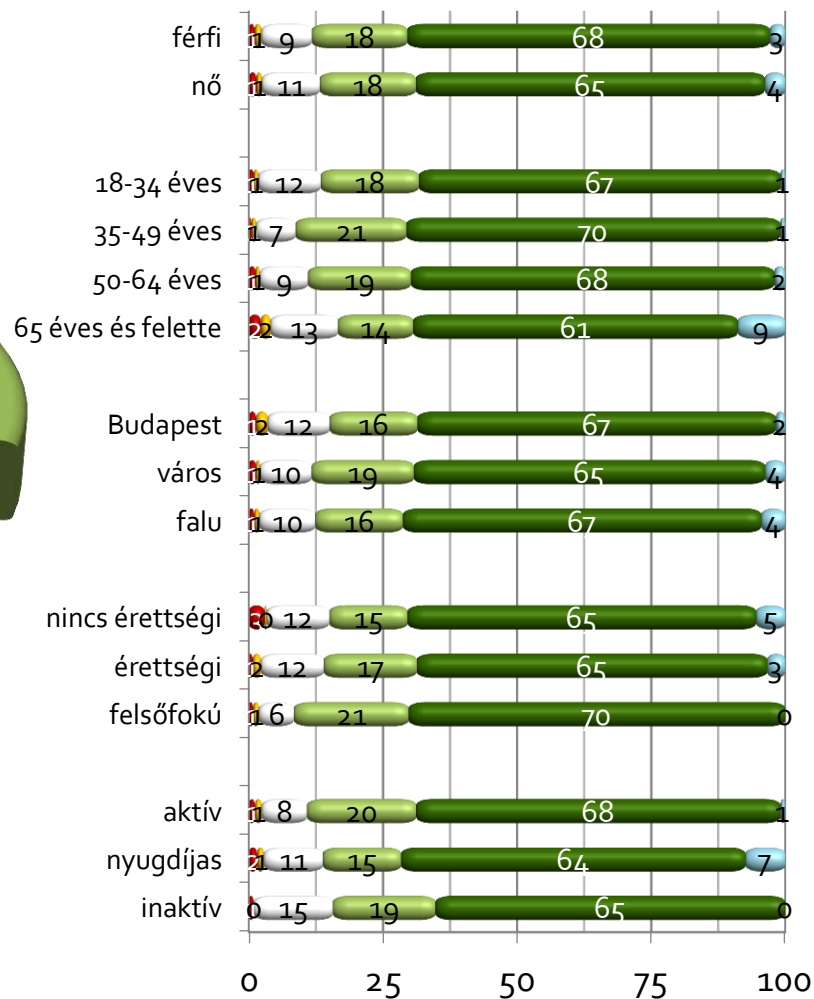 férfi 1 9 18 68 3
nő 1 11 18 65 4
18-34 éves 1 12 18 67 1
35-49 éves 1 7 21 70 1
50-64 éves 1 9 19 68 2
65 éves és felette 2 2 13 14 61 9
Budapest 2 12 16 67 2
város 1 10 19 65 4
falu 1 10 16 67 4
nincs érettségi 3 0 12 15 65 5
érettségi 2 12 17 65 3
felsőfokú 1 6 21 70 0
aktív 1 8 20 68 1
nyugdíjas 2 1 11 15 64 7
inaktív 0 15 19 65 0
0 25 50 75 100